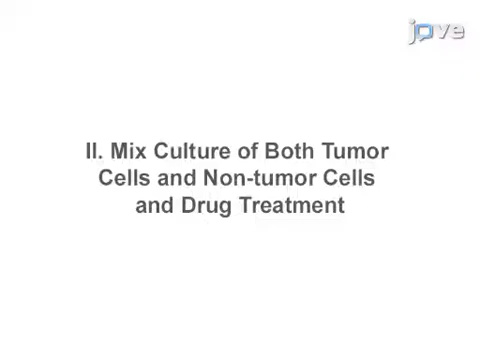 jove
II. Mix Culture of Both Tumor
Cells and Non-tumor Cells
and Drug Treatment